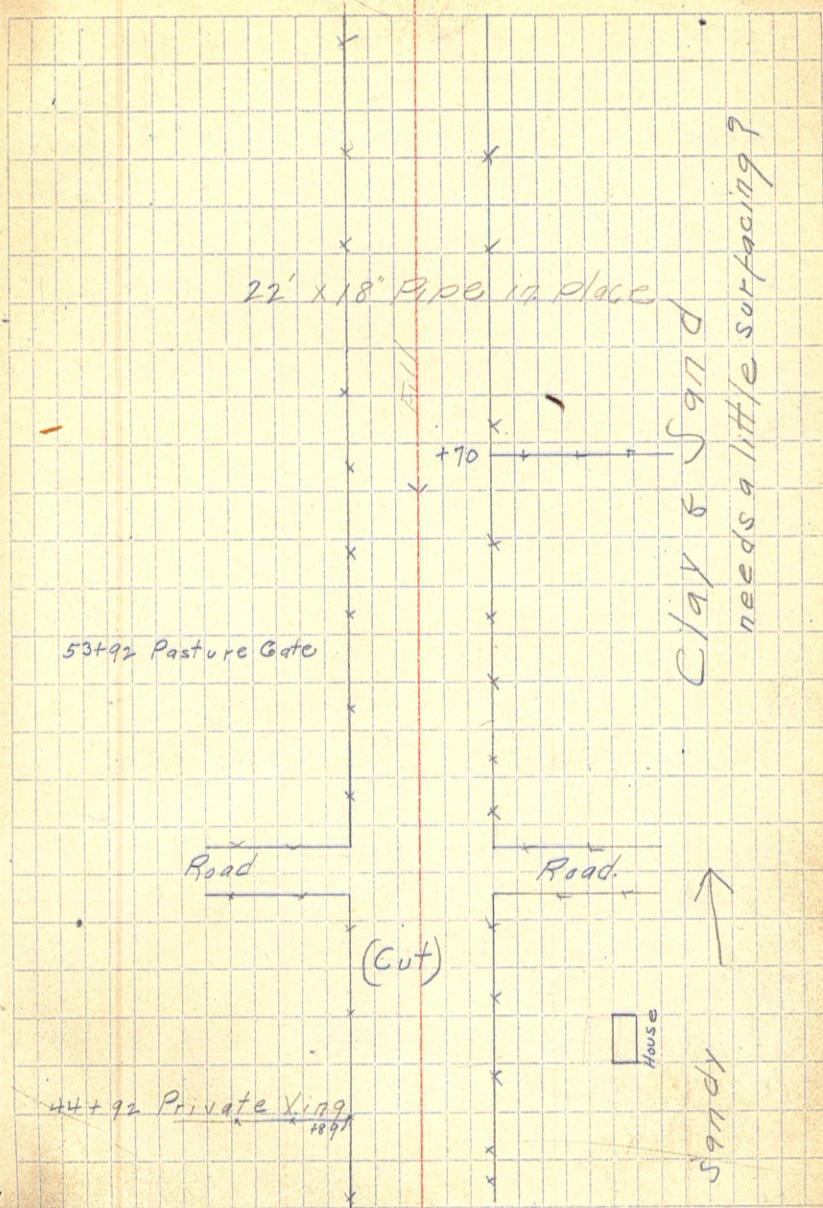 22' x 18" Pipe in place
Fill
+70
Clay & Sand
needs a little surfacing?
53+92 Pasture Gate
Road
Road.
(Cut)
House
Sandy
44+92 Private Xing
+89